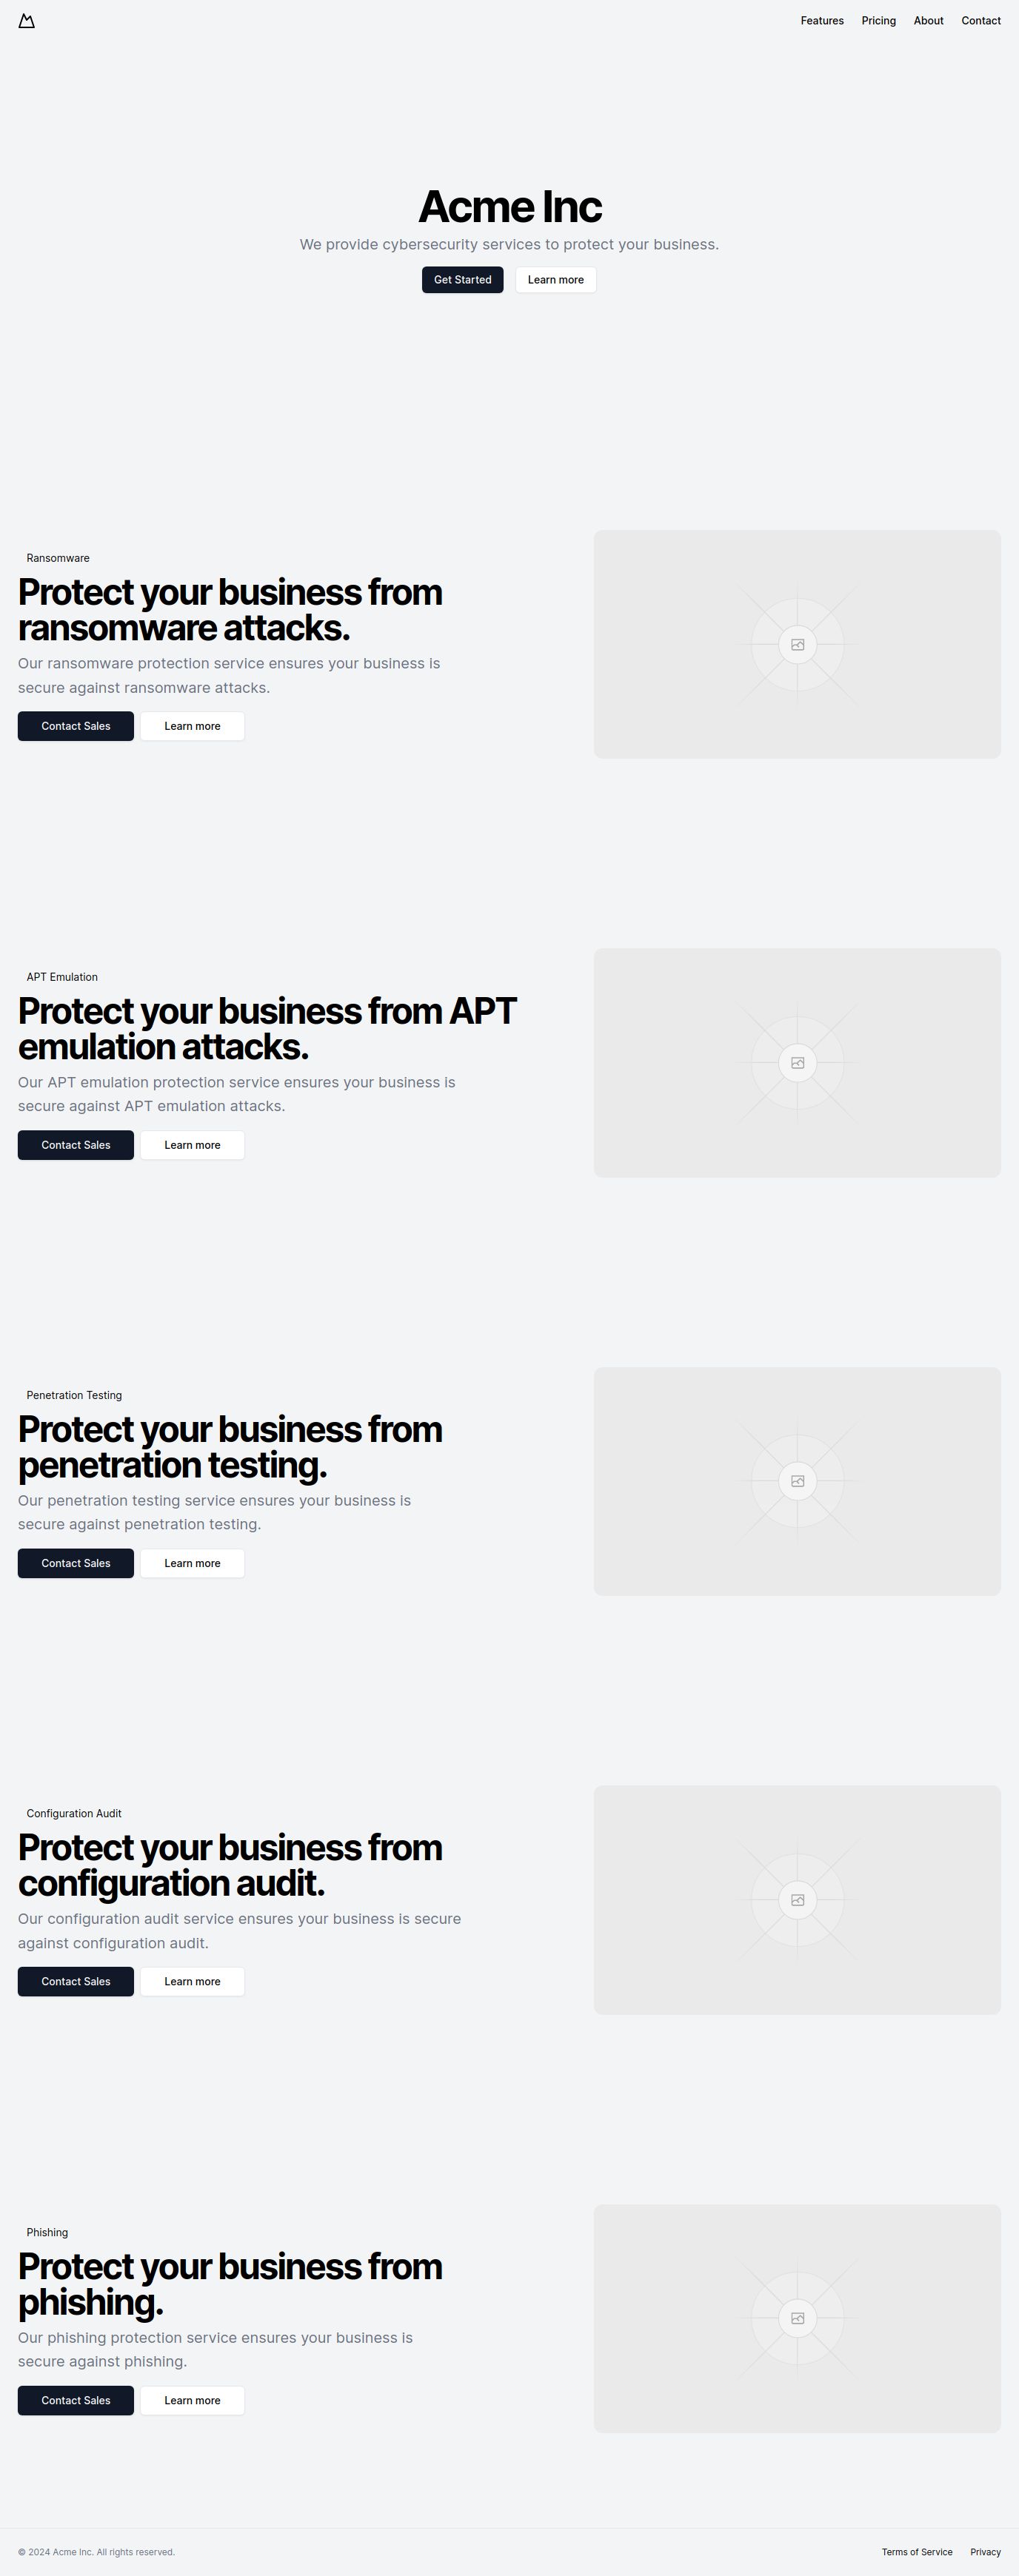 Features Pricing About Contact
Acme Inc
We provide cybersecurity services to protect your business.
Get Started Learn more
Ransomware
Protect your business from
ransomware attacks.
Our ransomware protection service ensures your business is
secure against ransomware attacks.
Contact Sales Learn more
APT Emulation
Protect your business from APT
emulation attacks.
Our APT emulation protection service ensures your business is
secure against APT emulation attacks.
Contact Sales Learn more
Penetration Testing
Protect your business from
penetration testing.
Our penetration testing service ensures your business is
secure against penetration testing.
Contact Sales Learn more
Configuration Audit
Protect your business from
configuration audit.
Our configuration audit service ensures your business is secure
against configuration audit.
Contact Sales Learn more
Phishing
Protect your business from
phishing.
Our phishing protection service ensures your business is
secure against phishing.
Contact Sales Learn more
© 2024 Acme Inc. All rights reserved. Terms of Service Privacy